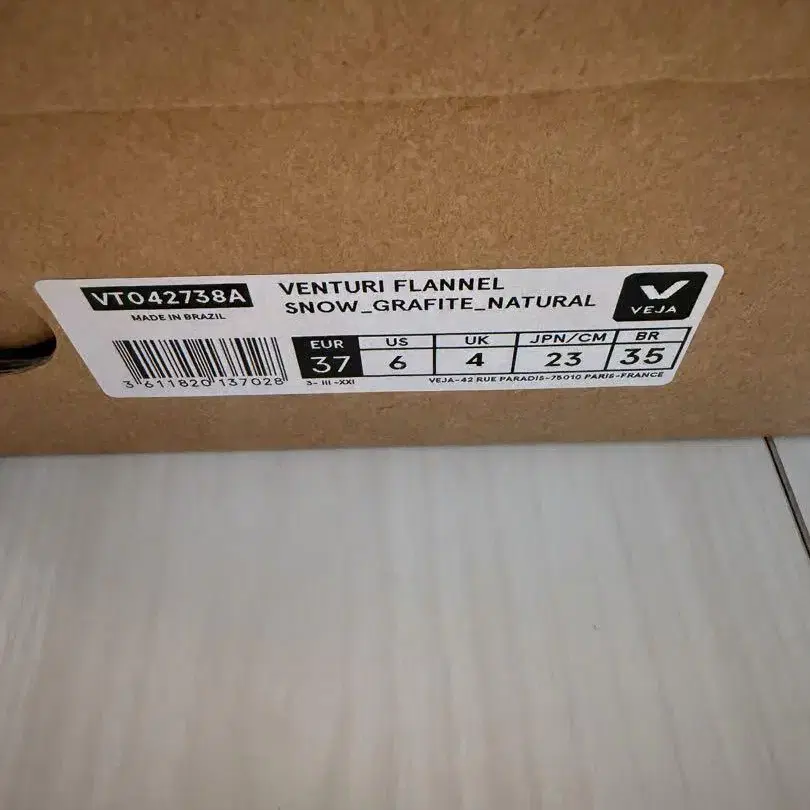 VT042738A
MADE IN BRAZIL
VENTURI FLANNEL
SNOW_GRAFITE_NATURAL
VEJA
3 611820 137028
EUR US UK JPN/CM BR
37 6 4 23 35
3- III -XXI
VEJA-42 RUE PARADIS-75010 PARIS-FRANCE